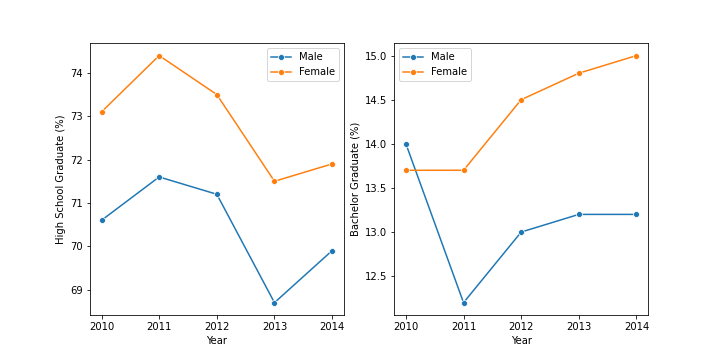 High School Graduate (%)
74
73
72
71
70
69
2010 2011 2012 2013 2014
Year
Male
Female
Bachelor Graduate (%)
15.0
14.5
14.0
13.5
13.0
12.5
2010 2011 2012 2013 2014
Year
Male
Female